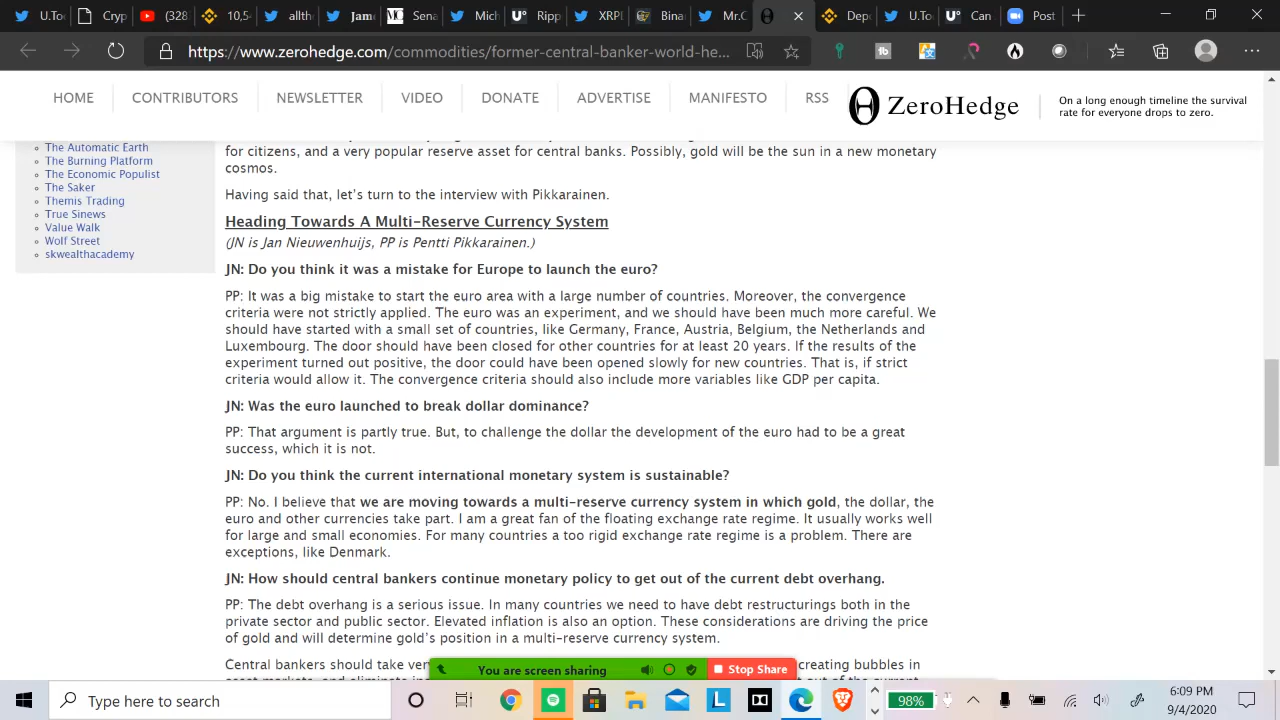 U.To
Cryp
(328
10,5
allth
Jam
Sena
Mich
Ripp
XRPI
Bina
Mr.C
Dep
U.To
Can
Post
https://www.zerohedge.com/commodities/former-central-banker-world-he...
HOME
CONTRIBUTORS
NEWSLETTER
VIDEO
DONATE
ADVERTISE
MANIFESTO
RSS
ZeroHedge
On a long enough timeline the survival
rate for everyone drops to zero.
The Automatic Earth
The Burning Platform
The Economic Populist
The Saker
Themis Trading
True Sinews
Value Walk
Wolf Street
skwealthacademy
for citizens, and a very popular reserve asset for central banks. Possibly, gold will be the sun in a new monetary
cosmos.
Having said that, let's turn to the interview with Pikkarainen.
Heading Towards A Multi-Reserve Currency System
(JN is Jan Nieuwenhuijs, PP is Pentti Pikkarainen.)
JN: Do you think it was a mistake for Europe to launch the euro?
PP: It was a big mistake to start the euro area with a large number of countries. Moreover, the convergence
criteria were not strictly applied. The euro was an experiment, and we should have been much more careful. We
should have started with a small set of countries, like Germany, France, Austria, Belgium, the Netherlands and
Luxembourg. The door should have been closed for other countries for at least 20 years. If the results of the
experiment turned out positive, the door could have been opened slowly for new countries. That is, if strict
criteria would allow it. The convergence criteria should also include more variables like GDP per capita.
JN: Was the euro launched to break dollar dominance?
PP: That argument is partly true. But, to challenge the dollar the development of the euro had to be a great
success, which it is not.
JN: Do you think the current international monetary system is sustainable?
PP: No. I believe that we are moving towards a multi-reserve currency system in which gold, the dollar, the
euro and other currencies take part. I am a great fan of the floating exchange rate regime. It usually works well
for large and small economies. For many countries a too rigid exchange rate regime is a problem. There are
exceptions, like Denmark.
JN: How should central bankers continue monetary policy to get out of the current debt overhang.
PP: The debt overhang is a serious issue. In many countries we need to have debt restructurings both in the
private sector and public sector. Elevated inflation is also an option. These considerations are driving the price
of gold and will determine gold's position in a multi-reserve currency system.
Central bankers should take very
creating bubbles in
You are screen sharing
Stop Share
Type here to search
98%
6:09 PM
9/4/2020